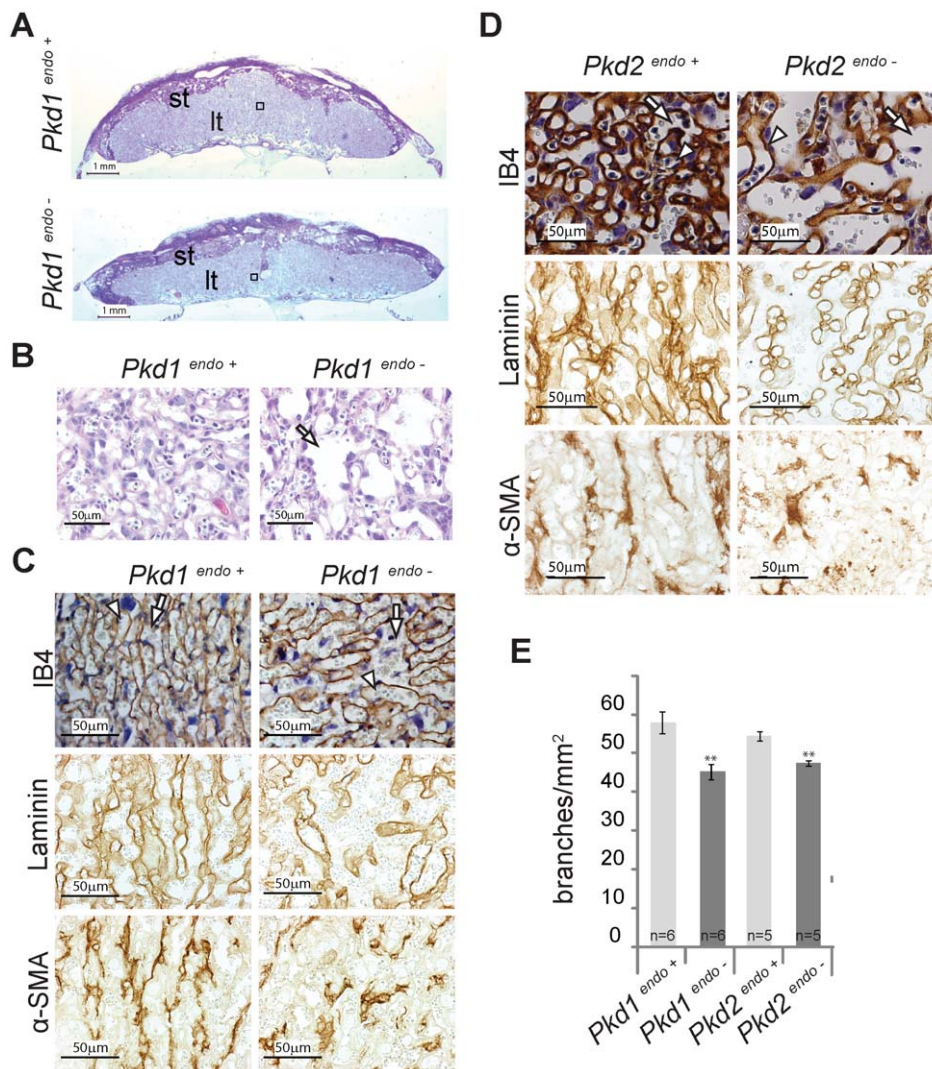 A
Pkd1 endo +
st
lt
1 mm
Pkd1 endo -
st
lt
1 mm
B
Pkd1 endo +
Pkd1 endo -
50µm
50µm
C
Pkd1 endo +
Pkd1 endo -
IB4
50µm
50µm
Laminin
50µm
50µm
α-SMA
50µm
50µm
D
Pkd2 endo +
Pkd2 endo -
IB4
50µm
50µm
Laminin
50µm
50µm
α-SMA
50µm
50µm
E
branches/mm²
60
50
40
30
20
10
0
**
**
n=6
n=6
n=5
n=5
Pkd1 endo +
Pkd1 endo -
Pkd2 endo +
Pkd2 endo -